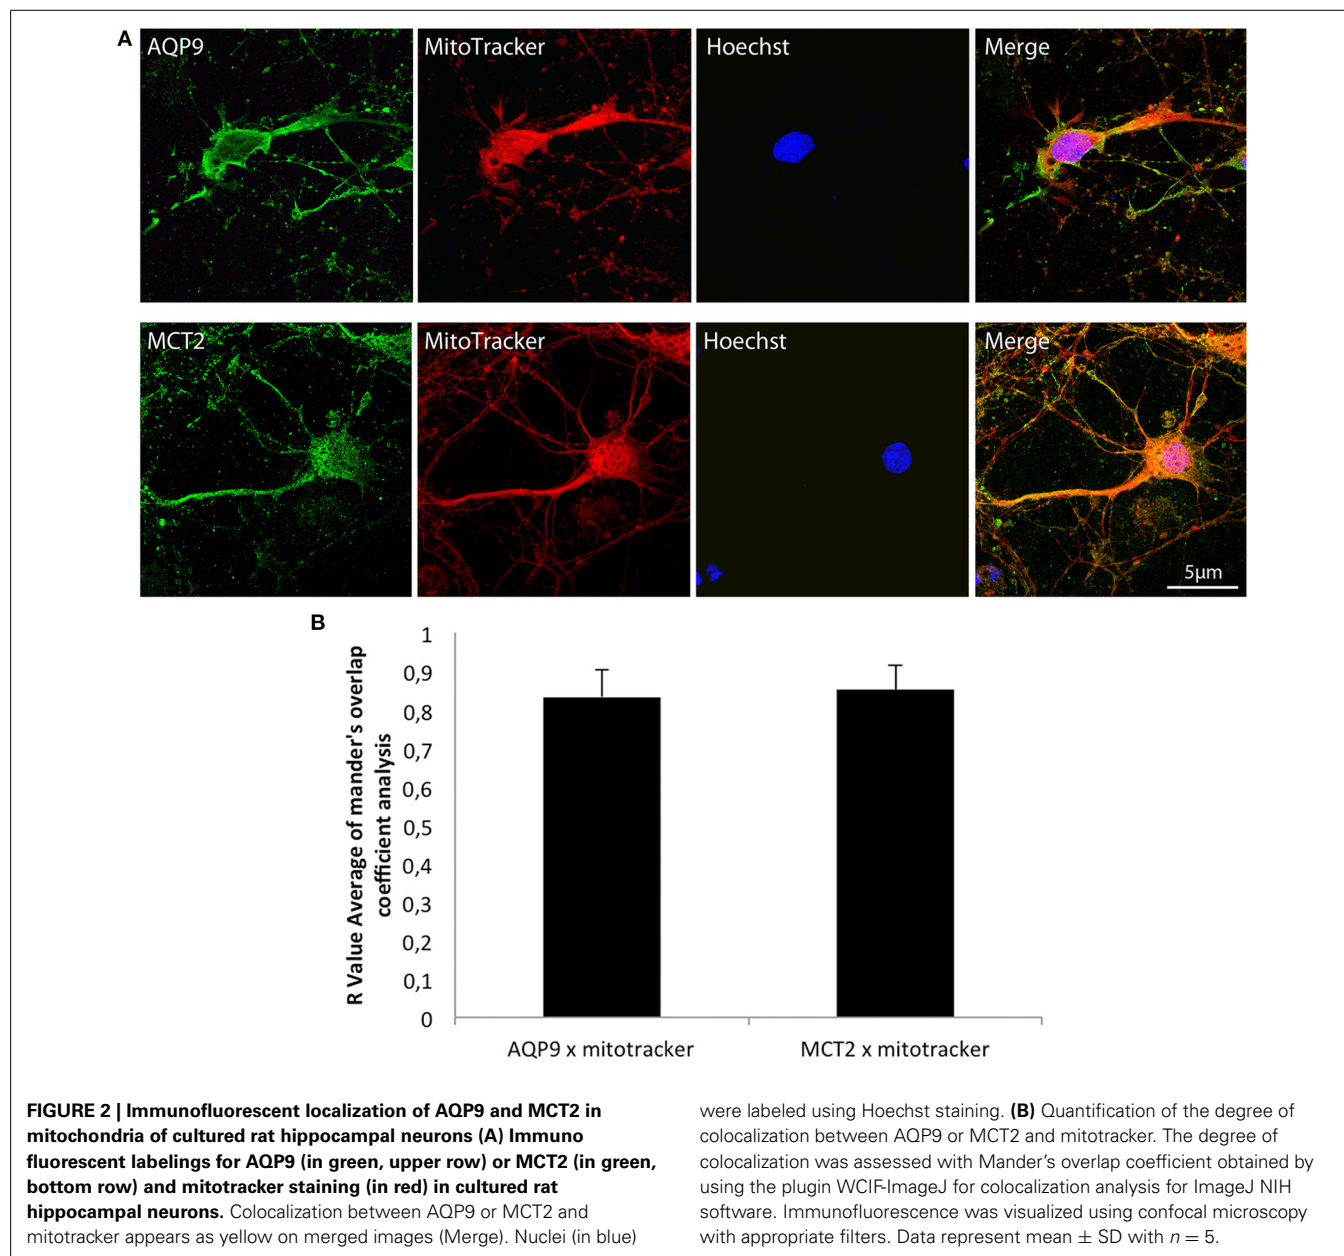 A
AQP9
MitoTracker
Hoechst
Merge
MCT2
MitoTracker
Hoechst
Merge
5µm
B
R Value Average of mander's overlap
coefficient analysis
1
0,9
0,8
0,7
0,6
0,5
0,4
0,3
0,2
0,1
0
AQP9 x mitotracker
MCT2 x mitotracker
FIGURE 2 | Immunofluorescent localization of AQP9 and MCT2 in
mitochondria of cultured rat hippocampal neurons (A) Immuno
fluorescent labelings for AQP9 (in green, upper row) or MCT2 (in green,
bottom row) and mitotracker staining (in red) in cultured rat
hippocampal neurons. Colocalization between AQP9 or MCT2 and
mitotracker appears as yellow on merged images (Merge). Nuclei (in blue)
were labeled using Hoechst staining. (B) Quantification of the degree of
colocalization between AQP9 or MCT2 and mitotracker. The degree of
colocalization was assessed with Mander's overlap coefficient obtained by
using the plugin WCIF-ImageJ for colocalization analysis for ImageJ NIH
software. Immunofluorescence was visualized using confocal microscopy
with appropriate filters. Data represent mean ± SD with n = 5.